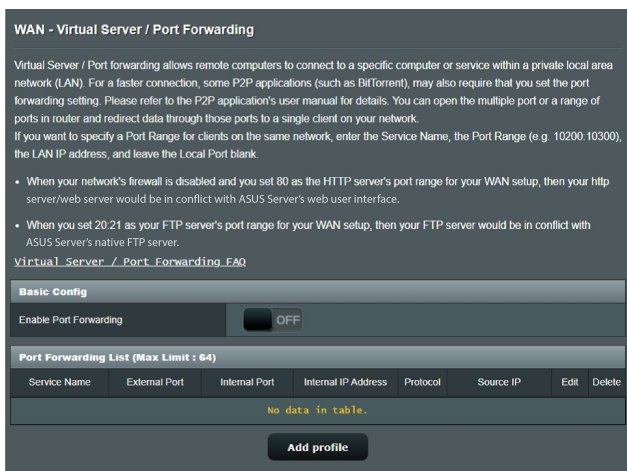 WAN - Virtual Server / Port Forwarding
Virtual Server / Port forwarding allows remote computers to connect to a specific computer or service within a private local area
network (LAN). For a faster connection, some P2P applications (such as BitTorrent), may also require that you set the port
forwarding setting. Please refer to the P2P application's user manual for details. You can open the multiple port or a range of
ports in router and redirect data through those ports to a single client on your network.
If you want to specify a Port Range for clients on the same network, enter the Service Name, the Port Range (e.g. 10200:10300),
the LAN IP address, and leave the Local Port blank.
• When your network's firewall is disabled and you set 80 as the HTTP server's port range for your WAN setup, then your http
server/web server would be in conflict with ASUS Server's web user interface.
• When you set 20:21 as your FTP server's port range for your WAN setup, then your FTP server would be in conflict with
ASUS Server's native FTP server.
Virtual Server / Port Forwarding FAQ
Basic Config
Enable Port Forwarding OFF
Port Forwarding List (Max Limit : 64)
Service Name External Port Internal Port Internal IP Address Protocol Source IP Edit Delete
No data in table.
Add profile